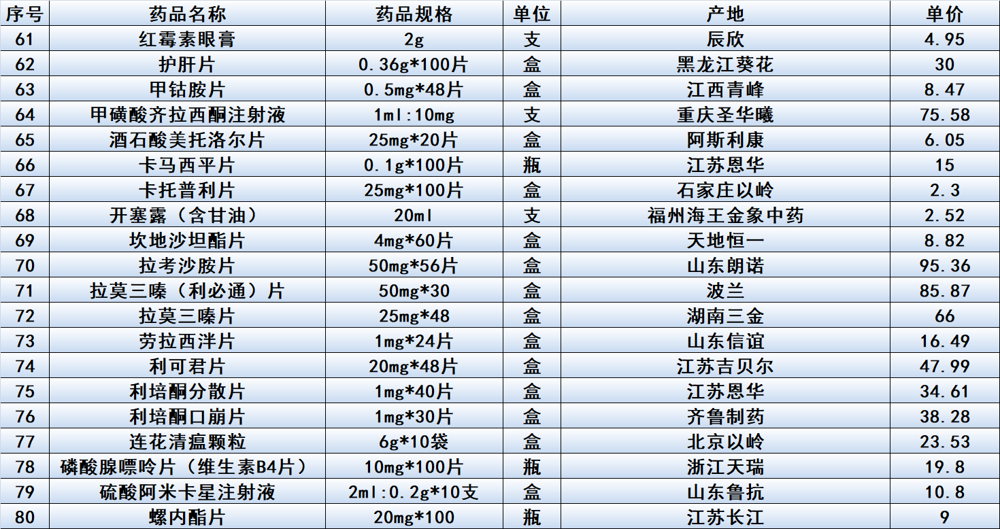 序号 药品名称 药品规格 单位 产地 单价
61 红霉素眼膏 2g 支 辰欣 4.95
62 护肝片 0.36g*100片 盒 黑龙江葵花 30
63 甲钴胺片 0.5mg*48片 盒 江西青峰 8.47
64 甲磺酸齐拉西酮注射液 1ml:10mg 支 重庆圣华曦 75.58
65 酒石酸美托洛尔片 25mg*20片 盒 阿斯利康 6.05
66 卡马西平片 0.1g*100片 瓶 江苏恩华 15
67 卡托普利片 25mg*100片 盒 石家庄以岭 2.3
68 开塞露（含甘油） 20ml 支 福州海王金象中药 2.52
69 坎地沙坦酯片 4mg*60片 盒 天地恒一 8.82
70 拉考沙胺片 50mg*56片 盒 山东朗诺 95.36
71 拉莫三嗪（利必通）片 50mg*30 盒 波兰 85.87
72 拉莫三嗪片 25mg*48 盒 湖南三金 66
73 劳拉西泮片 1mg*24片 盒 山东信谊 16.49
74 利可君片 20mg*48片 盒 江苏吉贝尔 47.99
75 利培酮分散片 1mg*40片 盒 江苏恩华 34.61
76 利培酮口崩片 1mg*30片 盒 齐鲁制药 38.28
77 连花清瘟颗粒 6g*10袋 盒 北京以岭 23.53
78 磷酸腺嘌呤片（维生素B4片） 10mg*100片 瓶 浙江天瑞 19.8
79 硫酸阿米卡星注射液 2ml:0.2g*10支 盒 山东鲁抗 10.8
80 螺内酯片 20mg*100 瓶 江苏长江 9